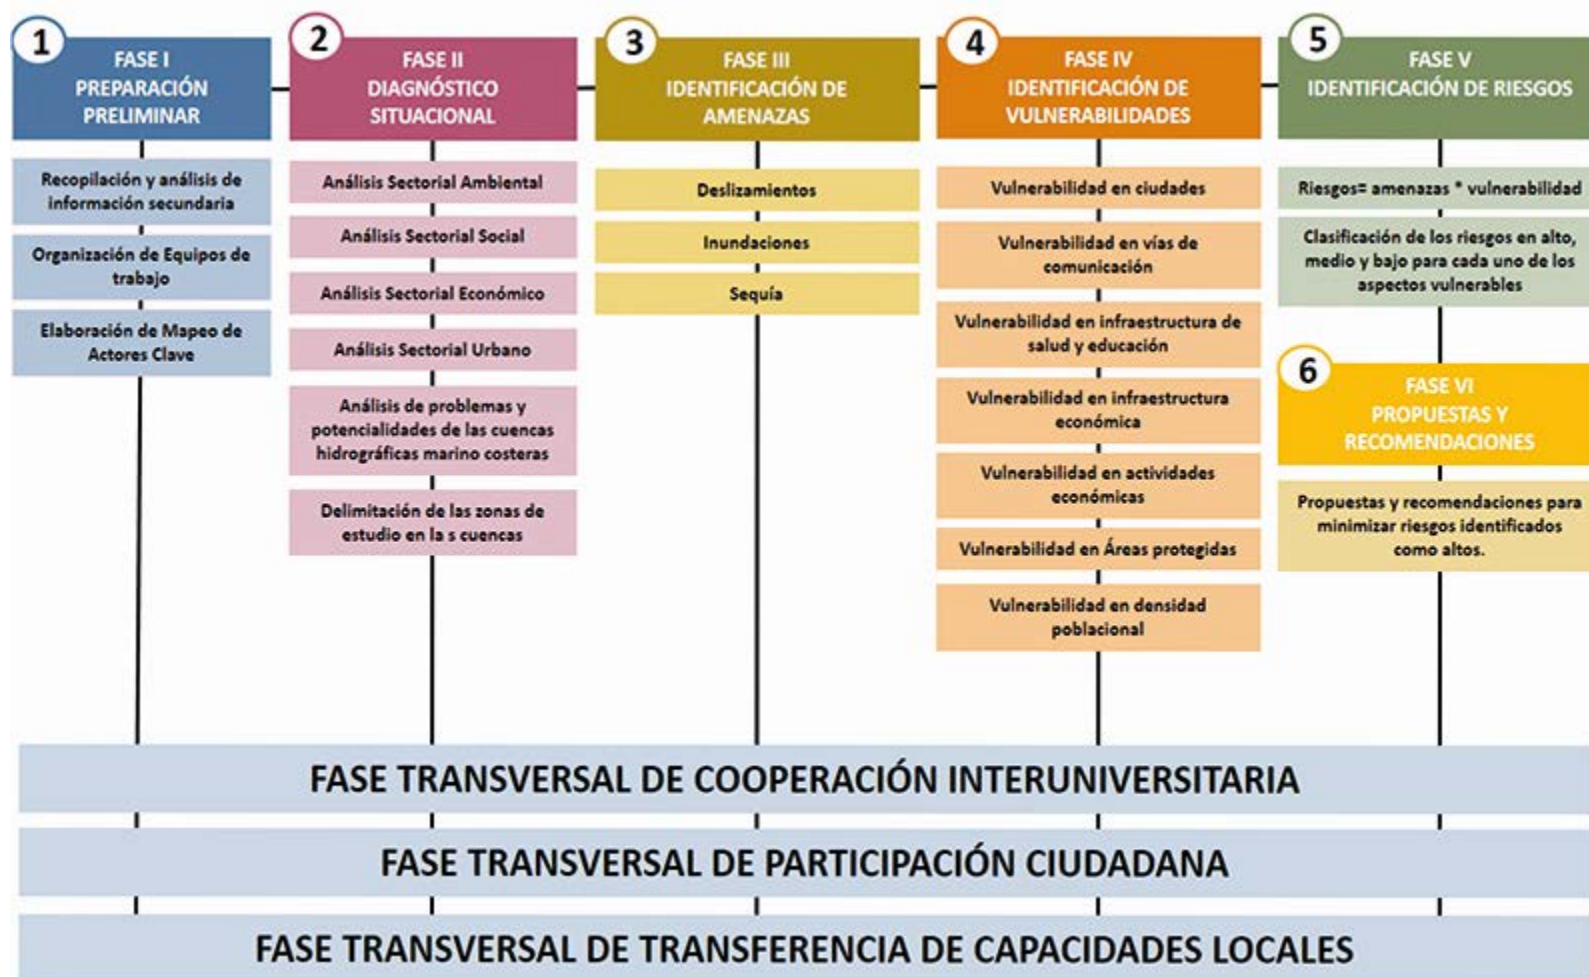 1
FASE I
PREPARACIÓN
PRELIMINAR
Recopilación y análisis de
información secundaria
Organización de Equipos de
trabajo
Elaboración de Mapeo de
Actores Clave
2
FASE II
DIAGNÓSTICO
SITUACIONAL
Análisis Sectorial Ambiental
Análisis Sectorial Social
Análisis Sectorial Económico
Análisis Sectorial Urbano
Análisis de problemas y
potencialidades de las cuencas
hidrográficas marino costeras
Delimitación de las zonas de
estudio en la s cuencas
3
FASE III
IDENTIFICACIÓN DE
AMENAZAS
Deslizamientos
Inundaciones
Sequía
4
FASE IV
IDENTIFICACIÓN DE
VULNERABILIDADES
Vulnerabilidad en ciudades
Vulnerabilidad en vías de
comunicación
Vulnerabilidad en infraestructura de
salud y educación
Vulnerabilidad en infraestructura
económica
Vulnerabilidad en actividades
económicas
Vulnerabilidad en Áreas protegidas
Vulnerabilidad en densidad
poblacional
5
FASE V
IDENTIFICACIÓN DE RIESGOS
Riesgos= amenazas * vulnerabilidad
Clasificación de los riesgos en alto,
medio y bajo para cada uno de los
aspectos vulnerables
6
FASE VI
PROPUESTAS Y
RECOMENDACIONES
Propuestas y recomendaciones para
minimizar riesgos identificados
como altos.
FASE TRANSVERSAL DE COOPERACIÓN INTERUNIVERSITARIA
FASE TRANSVERSAL DE PARTICIPACIÓN CIUDADANA
FASE TRANSVERSAL DE TRANSFERENCIA DE CAPACIDADES LOCALES